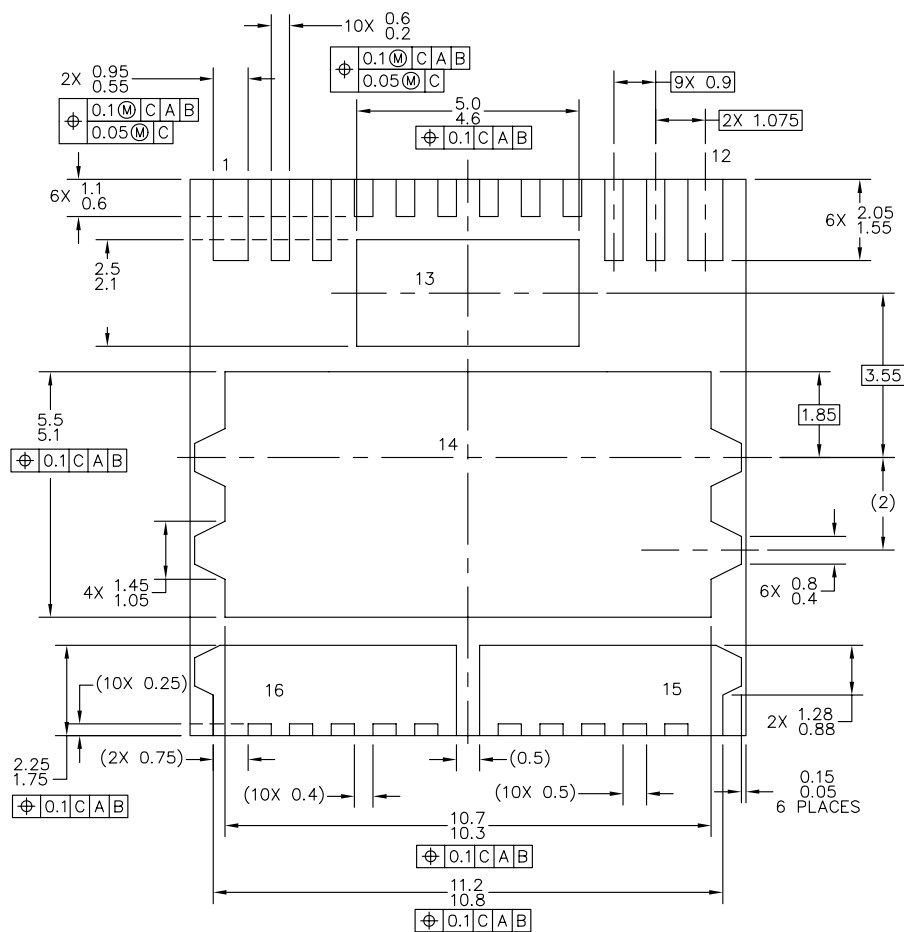 10X 0.6
0.2
⌖ 0.1 Ⓜ C A B
0.05 Ⓜ C
2X 0.95
0.55
⌖ 0.1 Ⓜ C A B
0.05 Ⓜ C
9X 0.9
5.0
4.6
⌖ 0.1 C A B
2X 1.075
1
12
6X 1.1
0.6
6X 2.05
1.55
2.5
2.1
13
3.55
1.85
5.5
5.1
⌖ 0.1 C A B
14
(2)
4X 1.45
1.05
6X 0.8
0.4
(10X 0.25)
16
15
2X 1.28
0.88
2.25
1.75
⌖ 0.1 C A B
(2X 0.75)
(0.5)
(10X 0.4)
(10X 0.5)
0.15
0.05
6 PLACES
10.7
10.3
⌖ 0.1 C A B
11.2
10.8
⌖ 0.1 C A B